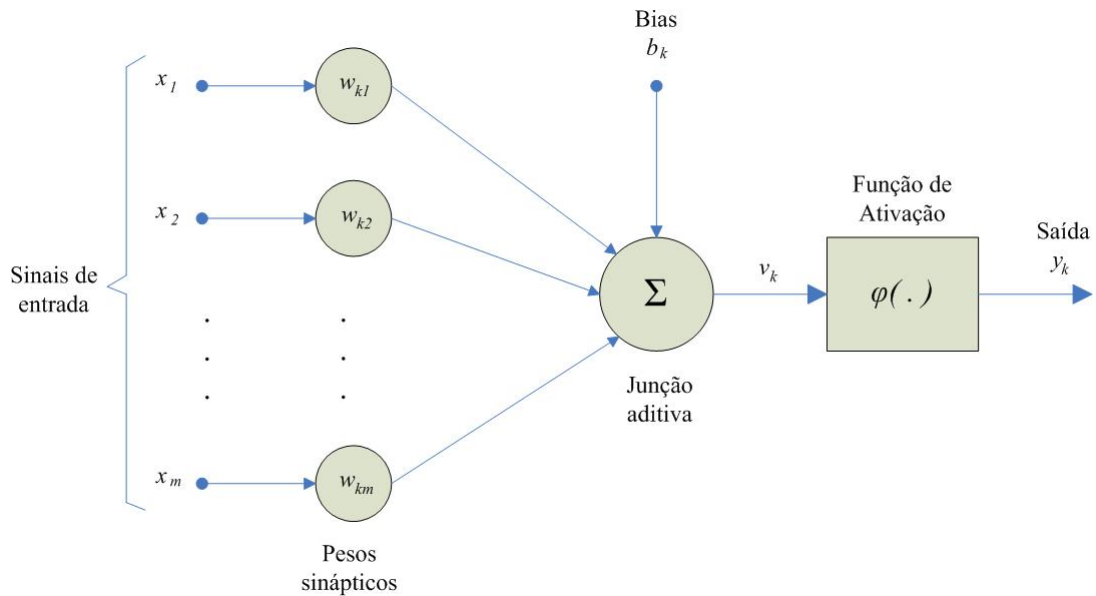 Bias
b_k
x_1
w_k1
x_2
w_k2
Sinais de
entrada
. .
. .
. .
x_m
w_km
Pesos
sinápticos
Σ
Junção
aditiva
v_k
Função de
Ativação
φ( . )
Saída
y_k